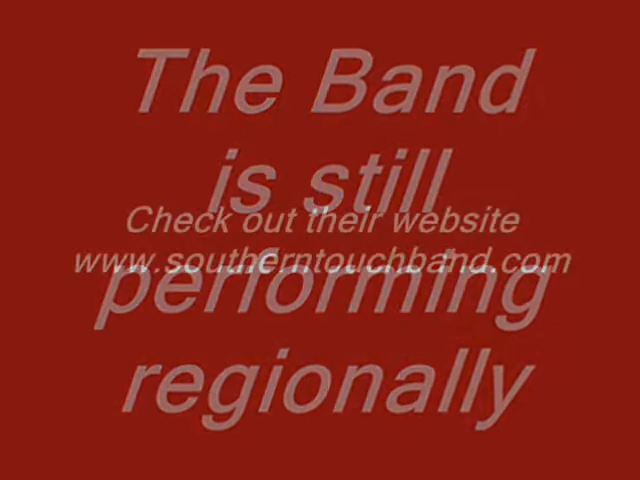 The Band
is still
Check out their website
www.southerntouchband.com
performing
regionally